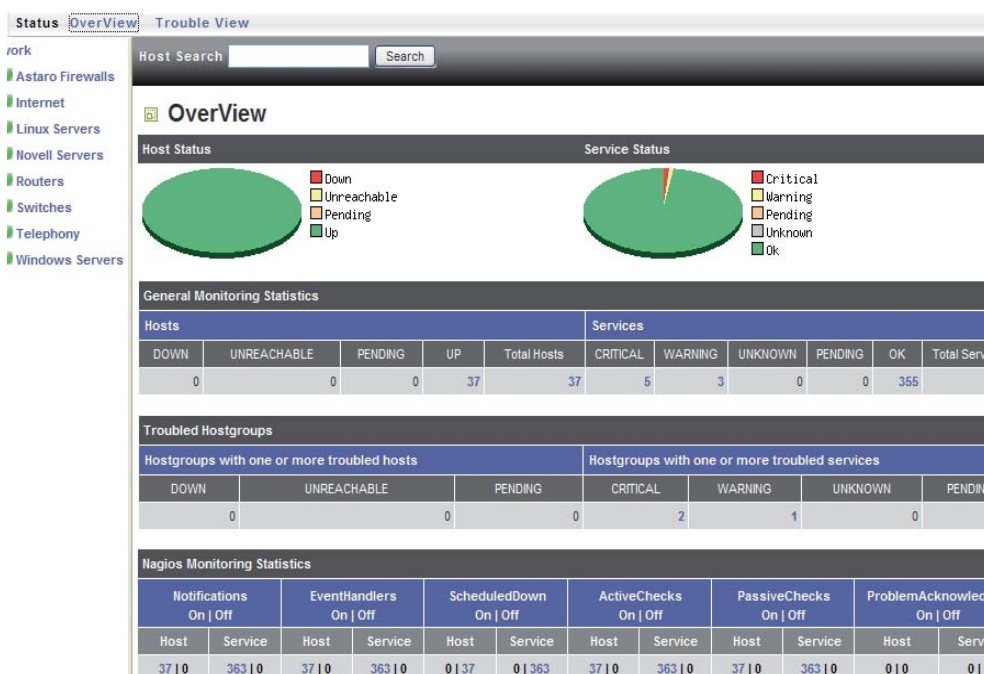 Status OverView Trouble View
Host Search Search
Astaro Firewalls
Internet
Linux Servers
Novell Servers
Routers
Switches
Telephony
Windows Servers
OverView
Host Status Service Status
Down
Unreachable
Pending
Up
Critical
Warning
Pending
Unknown
Ok
General Monitoring Statistics
Hosts Services
DOWN UNREACHABLE PENDING UP Total Hosts CRITICAL WARNING UNKNOWN PENDING OK Total
0 0 0 37 37 5 3 0 0 355
Troubled Hostgroups
Hostgroups with one or more troubled hosts Hostgroups with one or more troubled services
DOWN UNREACHABLE PENDING CRITICAL WARNING UNKNOWN
0 0 0 2 1 0
Nagios Monitoring Statistics
Notifications EventHandlers ScheduledDown ActiveChecks PassiveChecks
On | Off On | Off On | Off On | Off On | Off On | Off
Host Service Host Service Host Service Host Service Host Service Host
37 | 0 363 | 0 37 | 0 363 | 0 0 | 37 0 | 363 37 | 0 363 | 0 37 | 0 363 | 0 0 | 0 0 |